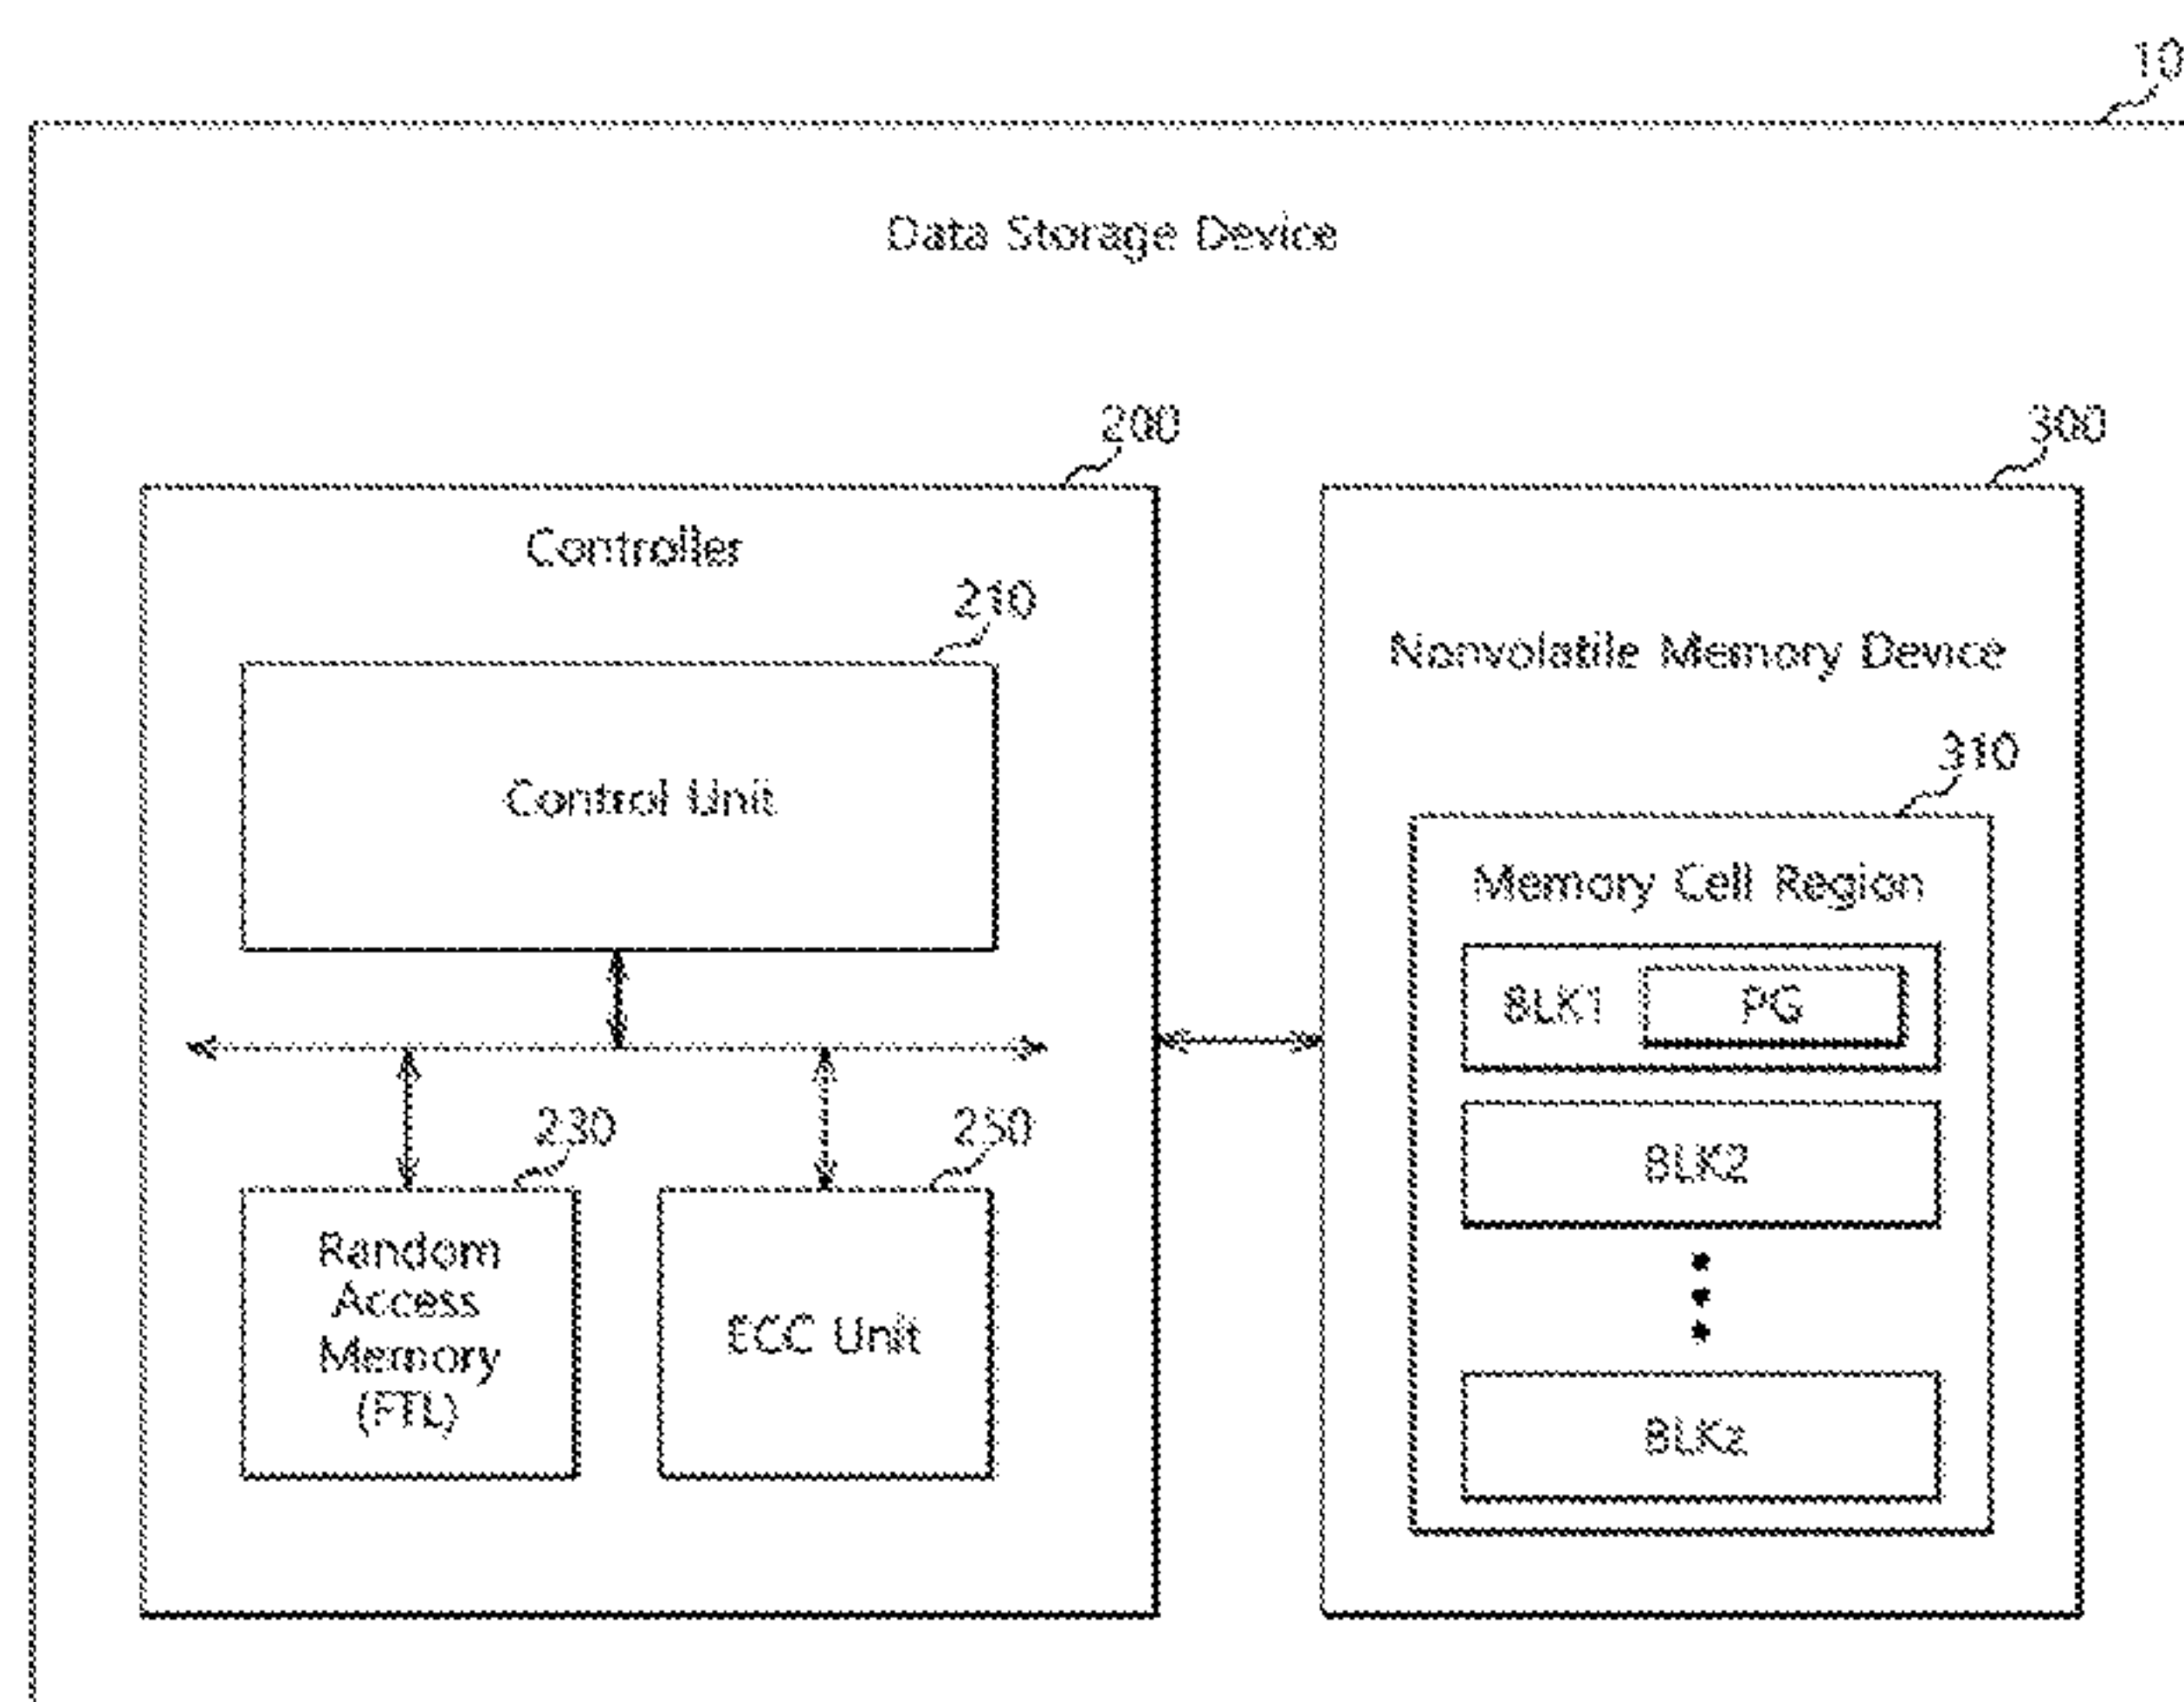 10
Data Storage Device
200
300
Controller
210
Nonvolatile Memory Device
Control Unit
310
Memory Cell Region
BLK1
PG
230
250
BLK2
Random
Access
Memory
(FTL)
ECC Unit
BLKz